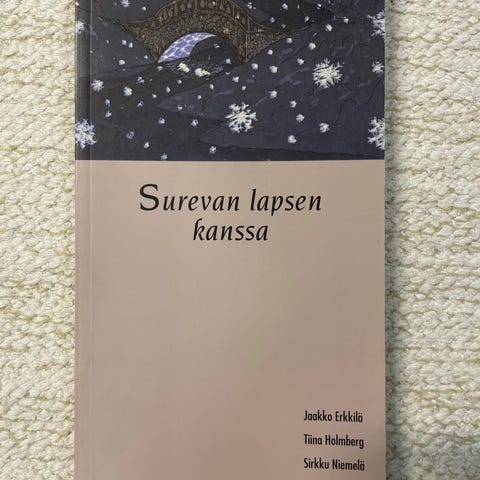 Surevan lapsen
kanssa
Jaakko Erkkilä
Tiina Holmberg
Sirkku Niemelä